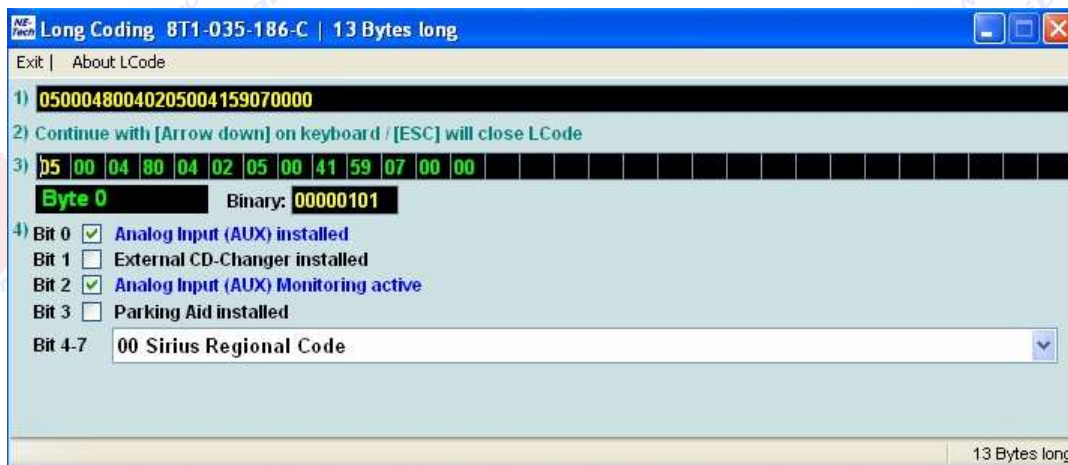 NE-Tech Long Coding 8T1-035-186-C | 13 Bytes long
Exit | About LCode
1) 05000480040205004159070000
2) Continue with [Arrow down] on keyboard / [ESC] will close LCode
3) 05 00 04 80 04 02 05 00 41 59 07 00 00
Byte 0 Binary: 00000101
4) Bit 0 Analog Input (AUX) installed
Bit 1 External CD-Changer installed
Bit 2 Analog Input (AUX) Monitoring active
Bit 3 Parking Aid installed
Bit 4-7 00 Sirius Regional Code
13 Bytes long